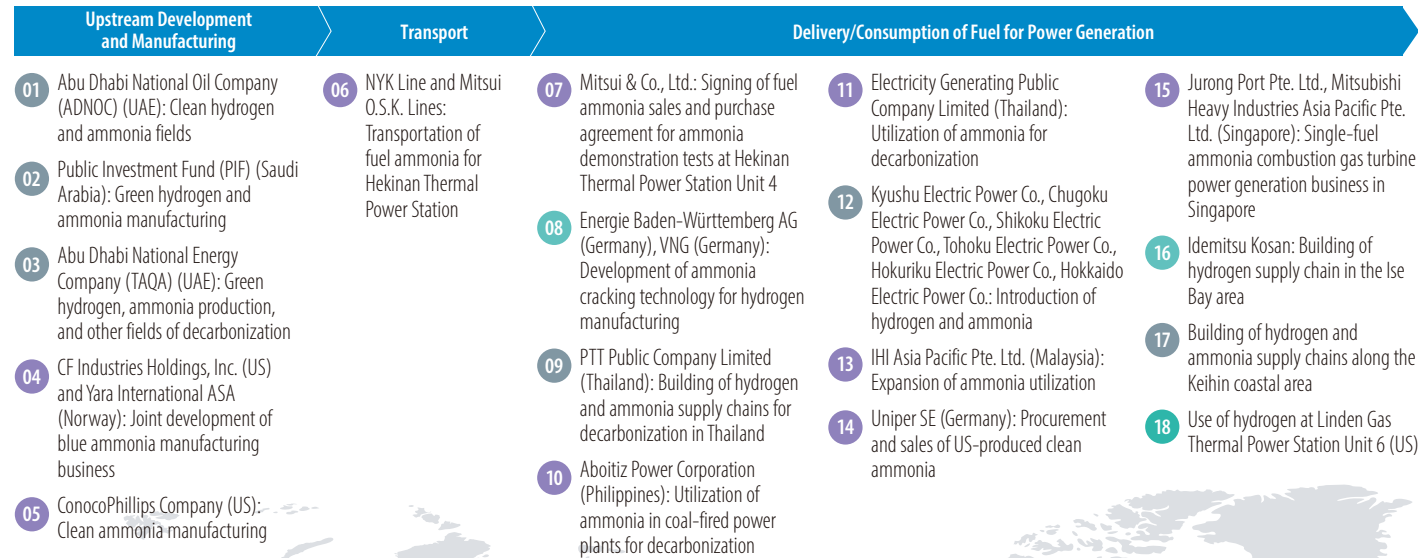 Upstream Development
and Manufacturing
Transport
Delivery/Consumption of Fuel for Power Generation
01
Abu Dhabi National Oil Company
(ADNOC) (UAE): Clean hydrogen
and ammonia fields
02
Public Investment Fund (PIF) (Saudi
Arabia): Green hydrogen and
ammonia manufacturing
03
Abu Dhabi National Energy
Company (TAQA) (UAE): Green
hydrogen, ammonia production,
and other fields of decarbonization
04
CF Industries Holdings, Inc. (US)
and Yara International ASA
(Norway): Joint development of
blue ammonia manufacturing
business
05
ConocoPhillips Company (US):
Clean ammonia manufacturing
06
NYK Line and Mitsui
O.S.K. Lines:
Transportation of
fuel ammonia for
Hekinan Thermal
Power Station
07
Mitsui & Co., Ltd.: Signing of fuel
ammonia sales and purchase
agreement for ammonia
demonstration tests at Hekinan
Thermal Power Station Unit 4
08
Energie Baden-Württemberg AG
(Germany), VNG (Germany):
Development of ammonia
cracking technology for hydrogen
manufacturing
09
PTT Public Company Limited
(Thailand): Building of hydrogen
and ammonia supply chains for
decarbonization in Thailand
10
Aboitiz Power Corporation
(Philippines): Utilization of
ammonia in coal-fired power
plants for decarbonization
11
Electricity Generating Public
Company Limited (Thailand):
Utilization of ammonia for
decarbonization
12
Kyushu Electric Power Co., Chugoku
Electric Power Co., Shikoku Electric
Power Co., Tohoku Electric Power Co.,
Hokuriku Electric Power Co., Hokkaido
Electric Power Co.: Introduction of
hydrogen and ammonia
13
IHI Asia Pacific Pte. Ltd. (Malaysia):
Expansion of ammonia utilization
14
Uniper SE (Germany): Procurement
and sales of US-produced clean
ammonia
15
Jurong Port Pte. Ltd., Mitsubishi
Heavy Industries Asia Pacific Pte.
Ltd. (Singapore): Single-fuel
ammonia combustion gas turbine
power generation business in
Singapore
16
Idemitsu Kosan: Building of
hydrogen supply chain in the Ise
Bay area
17
Building of hydrogen and
ammonia supply chains along the
Keihin coastal area
18
Use of hydrogen at Linden Gas
Thermal Power Station Unit 6 (US)